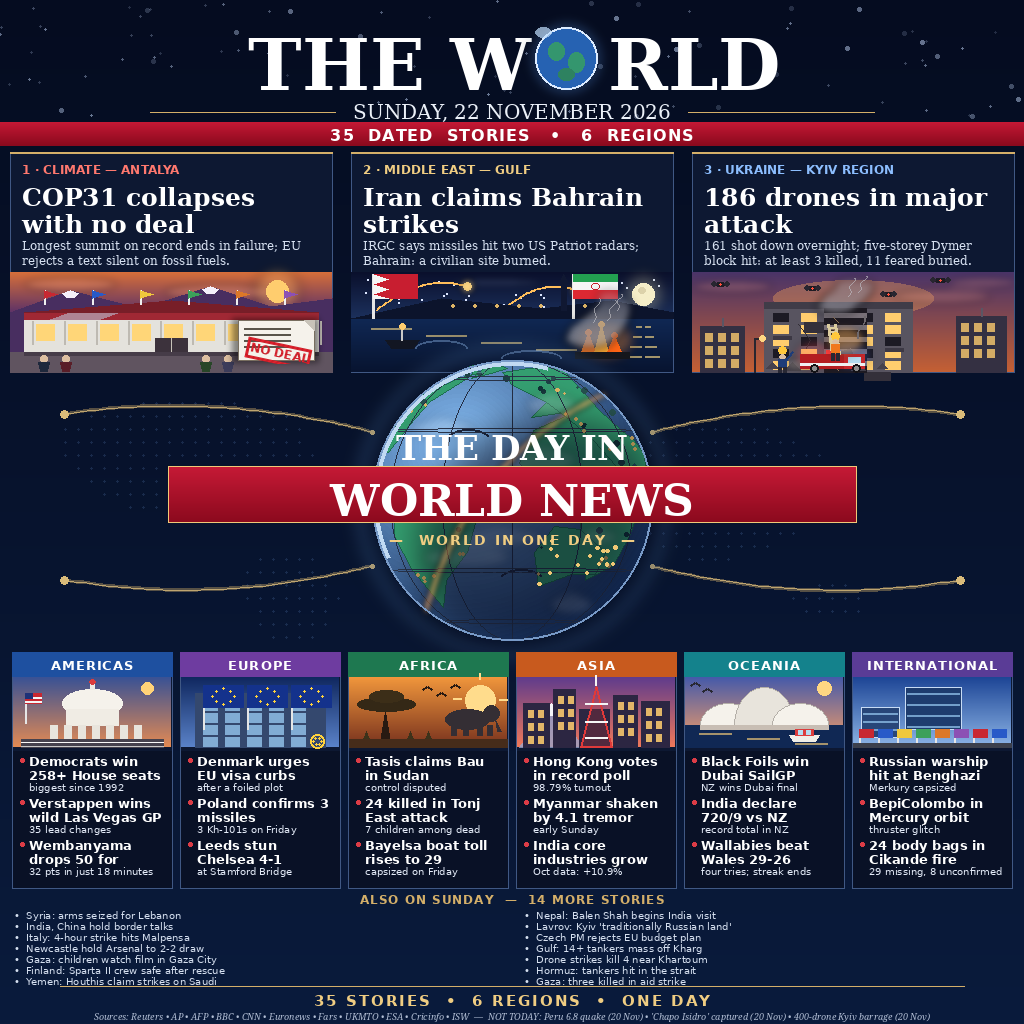 THE WORLD
SUNDAY, 22 NOVEMBER 2026
35 DATED STORIES • 6 REGIONS
1 · CLIMATE — ANTALYA
COP31 collapses
with no deal
Longest summit on record ends in failure; EU
rejects a text silent on fossil fuels.
NO DEAL
2 · MIDDLE EAST — GULF
Iran claims Bahrain
strikes
IRGC says missiles hit two US Patriot radars;
Bahrain: a civilian site burned.
3 · UKRAINE — KYIV REGION
186 drones in major
attack
161 shot down overnight; five-storey Dymer
block hit: at least 3 killed, 11 feared buried.
THE DAY IN
WORLD NEWS
— WORLD IN ONE DAY —
AMERICAS
• Democrats win
258+ House seats
biggest since 1992
• Verstappen wins
wild Las Vegas GP
35 lead changes
• Wembanyama
drops 50 for
32 pts in just 18 minutes
EUROPE
• Denmark urges
EU visa curbs
after a foiled plot
• Poland confirms 3
missiles
3 Kh-101s on Friday
• Leeds stun
Chelsea 4-1
at Stamford Bridge
AFRICA
• Tasis claims Bau
in Sudan
control disputed
• 24 killed in Tonj
East attack
7 children among dead
• Bayelsa boat toll
rises to 29
capsized on Friday
ASIA
• Hong Kong votes
in record poll
98.79% turnout
• Myanmar shaken
by 4.1 tremor
early Sunday
• India core
industries grow
Oct data: +10.9%
OCEANIA
• Black Foils win
Dubai SailGP
NZ wins Dubai final
• India declare
720/9 vs NZ
record total in NZ
• Wallabies beat
Wales 29-26
four tries; streak ends
INTERNATIONAL
• Russian warship
hit at Benghazi
Merkury capsized
• BepiColombo in
Mercury orbit
thruster glitch
• 24 body bags in
Cikande fire
29 missing, 8 unconfirmed
ALSO ON SUNDAY — 14 MORE STORIES
• Syria: arms seized for Lebanon
• India, China hold border talks
• Italy: 4-hour strike hits Malpensa
• Newcastle hold Arsenal to 2-2 draw
• Gaza: children watch film in Gaza City
• Finland: Sparta II crew safe after rescue
• Yemen: Houthis claim strikes on Saudi
• Nepal: Balen Shah begins India visit
• Lavrov: Kyiv 'traditionally Russian land'
• Czech PM rejects EU budget plan
• Gulf: 14+ tankers mass off Kharg
• Drone strikes kill 4 near Khartoum
• Hormuz: tankers hit in the strait
• Gaza: three killed in aid strike
35 STORIES • 6 REGIONS • ONE DAY
Sources: Reuters • AP • AFP • BBC • CNN • Euronews • Fars • UKMTO • ESA • Cricinfo • ISW — NOT TODAY: Peru 6.8 quake (20 Nov) • 'Chapo Isidro' captured (20 Nov) • 400-drone Kyiv barrage (20 Nov)